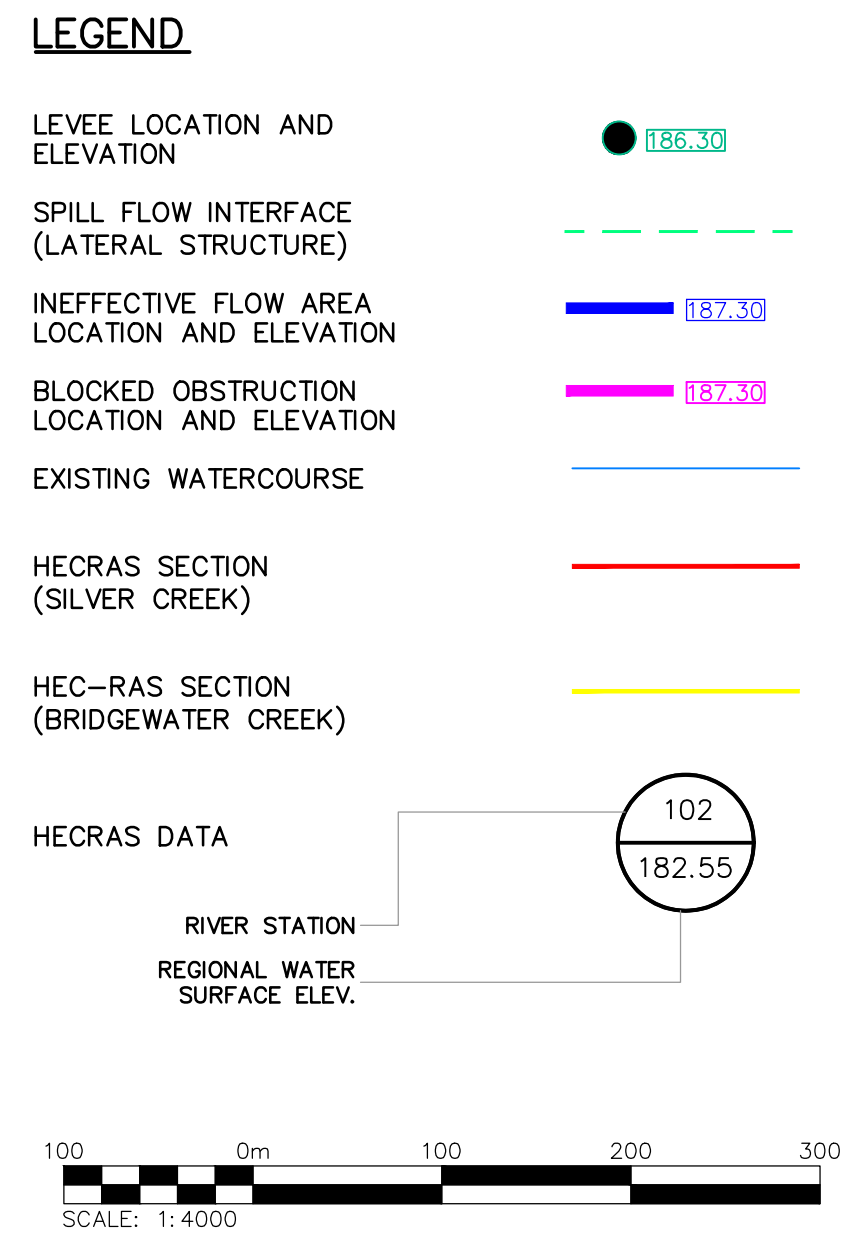 LEGEND
LEVEE LOCATION AND
ELEVATION
186.30
SPILL FLOW INTERFACE
(LATERAL STRUCTURE)
INEFFECTIVE FLOW AREA
LOCATION AND ELEVATION
187.30
BLOCKED OBSTRUCTION
LOCATION AND ELEVATION
187.30
EXISTING WATERCOURSE
HECRAS SECTION
(SILVER CREEK)
HEC-RAS SECTION
(BRIDGEWATER CREEK)
HECRAS DATA
102
182.55
RIVER STATION
REGIONAL WATER
SURFACE ELEV.
100 0m 100 200 300
SCALE: 1:4000